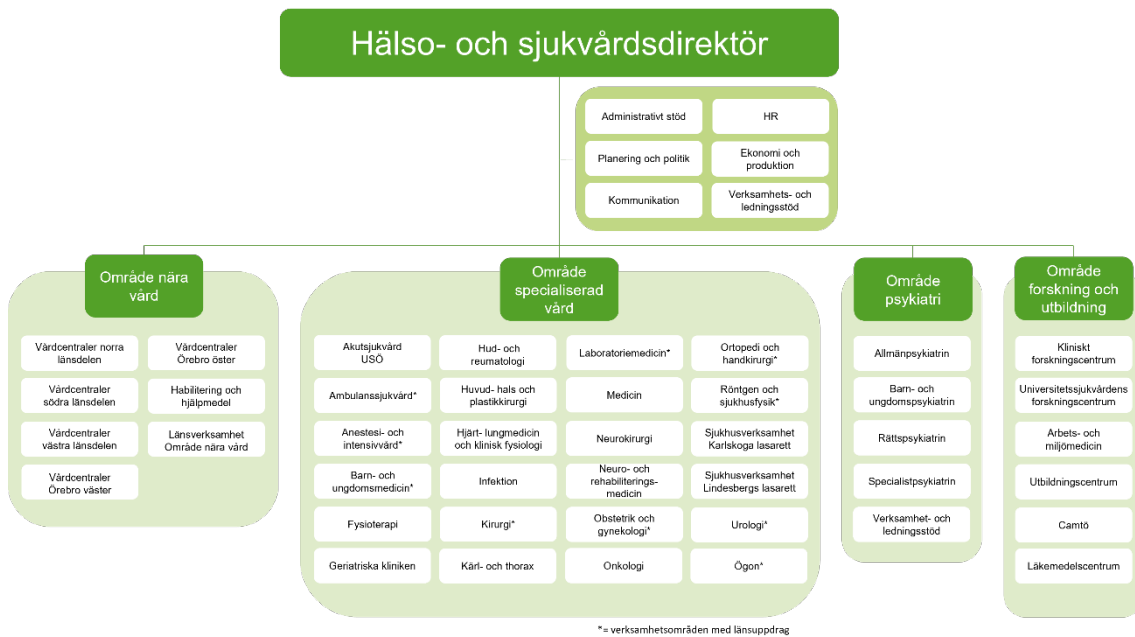 Hälso- och sjukvårdsdirektör
Administrativt stöd
HR
Planering och politik
Ekonomi och
produktion
Kommunikation
Verksamhets- och
ledningsstöd
Område nära
vård
Vårdcentraler norra
länsdelen
Vårdcentraler
Örebro öster
Vårdcentraler
södra länsdelen
Habilitering och
hjälpmedel
Vårdcentraler
västra länsdelen
Länsverksamhet
Område nära vård
Vårdcentraler
Örebro väster
Område
specialiserad
vård
Akutsjukvård
USÖ
Hud- och
reumatologi
Laboratoriemedicin*
Ortopedi och
handkirurgi*
Ambulanssjukvård*
Huvud- hals och
plastikkirurgi
Medicin
Röntgen och
sjukhusfysik*
Anestesi- och
intensivvård*
Hjärt- lungmedicin
och klinisk fysiologi
Neurokirurgi
Sjukhusverksamhet
Karlskoga lasarett
Barn- och
ungdomsmedicin*
Infektion
Neuro- och
rehabiliterings-
medicin
Sjukhusverksamhet
Lindesbergs lasarett
Fysioterapi
Kirurgi*
Obstetrik och
gynekologi*
Urologi*
Geriatriska kliniken
Kärl- och thorax
Onkologi
Ögon*
Område
psykiatri
Allmänpsykiatrin
Barn- och
ungdomspsykiatrin
Rättspsykiatrin
Specialistpsykiatrin
Verksamhet- och
ledningsstöd
Område
forskning och
utbildning
Kliniskt
forskningscentrum
Universitetssjukvårdens
forskningscentrum
Arbets- och
miljömedicin
Utbildningscentrum
Camtö
Läkemedelscentrum
*= verksamhetsområden med länsuppdrag